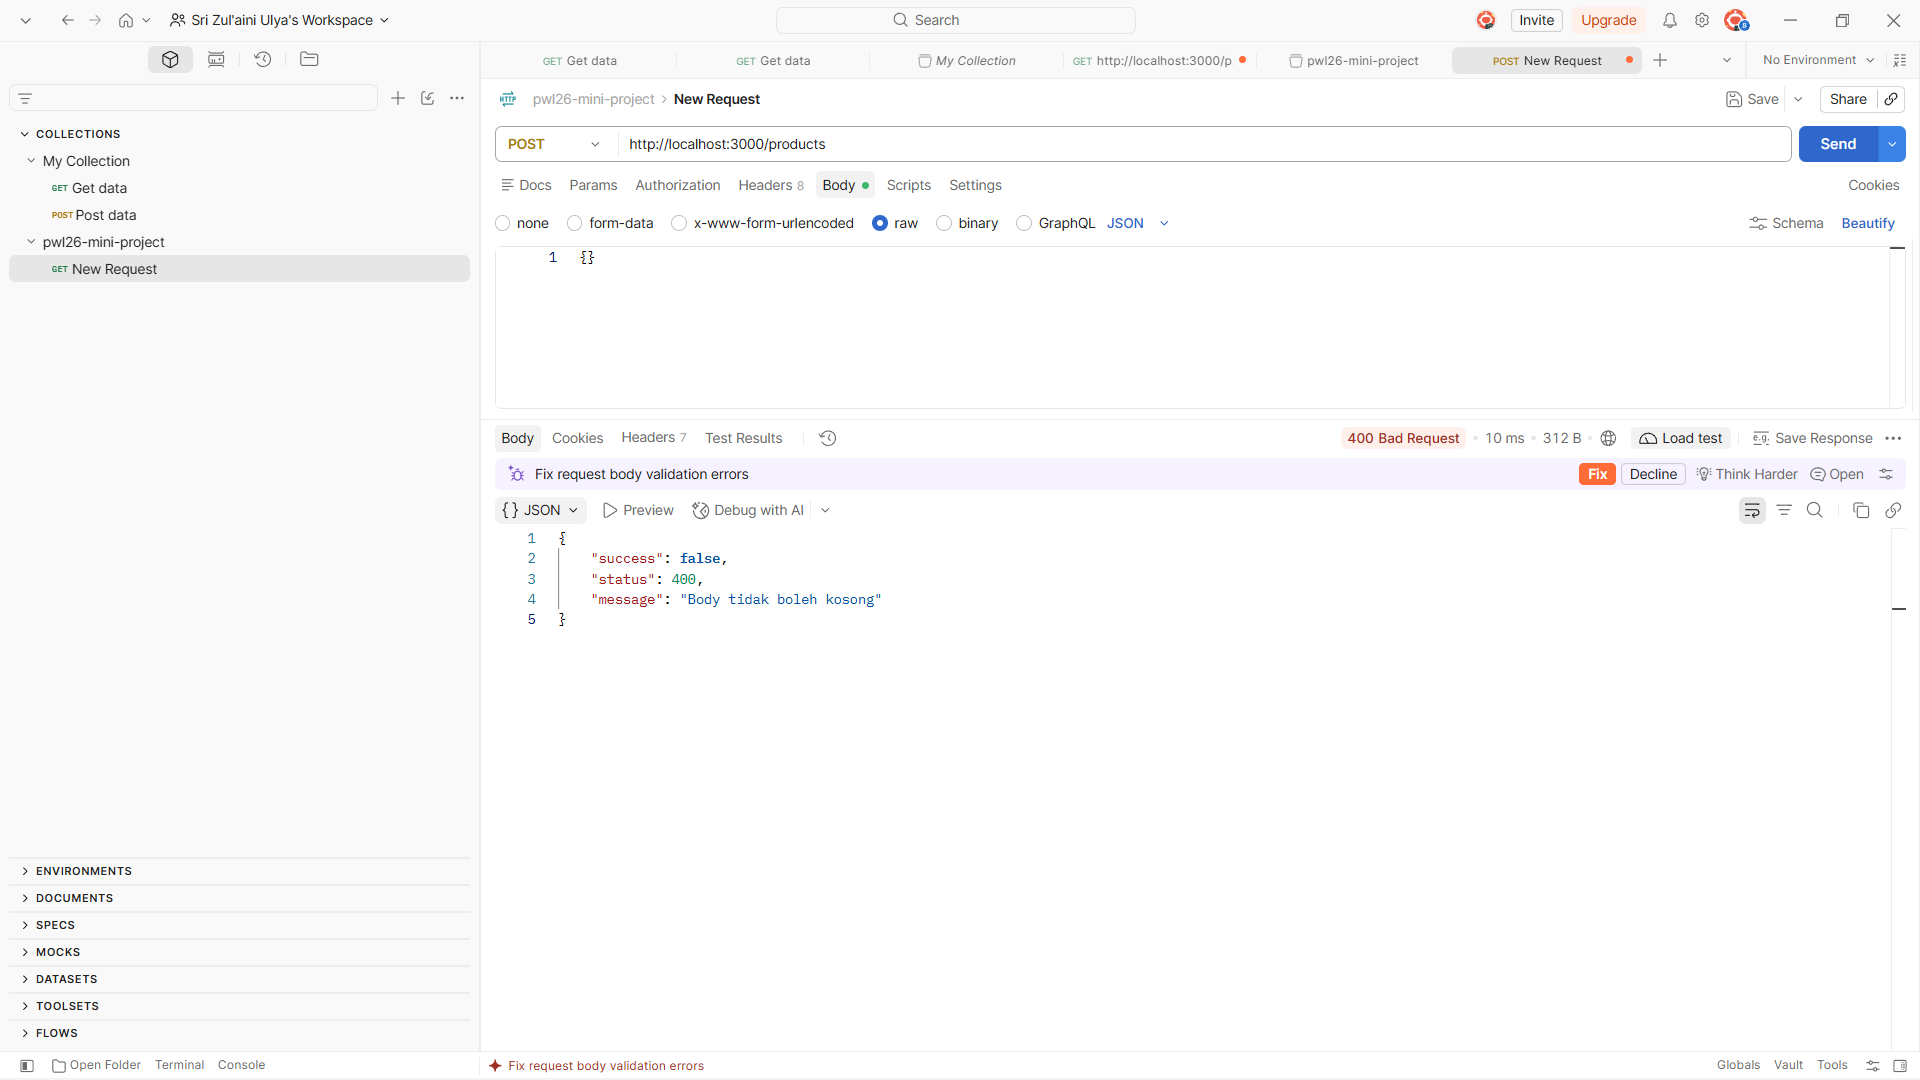 Sri Zul'aini Ulya's Workspace
Search
Invite
Upgrade
8
GET Get data
GET Get data
My Collection
GET http://localhost:3000/p
pwl26-mini-project
POST New Request
No Environment
HTTP pwl26-mini-project > New Request
Save
Share
COLLECTIONS
My Collection
GET Get data
POST Post data
pwl26-mini-project
GET New Request
POST http://localhost:3000/products
Send
Docs Params Authorization Headers 8 Body Scripts Settings
Cookies
none form-data x-www-form-urlencoded raw binary GraphQL JSON
Schema Beautify
1 {}
Body Cookies Headers 7 Test Results
400 Bad Request 10 ms 312 B
Load test
e.g. Save Response
Fix request body validation errors
Fix Decline Think Harder Open
{} JSON Preview Debug with AI
1 {
2 "success": false,
3 "status": 400,
4 "message": "Body tidak boleh kosong"
5 }
ENVIRONMENTS
DOCUMENTS
SPECS
MOCKS
DATASETS
TOOLSETS
FLOWS
Open Folder Terminal Console
Fix request body validation errors
Globals Vault Tools